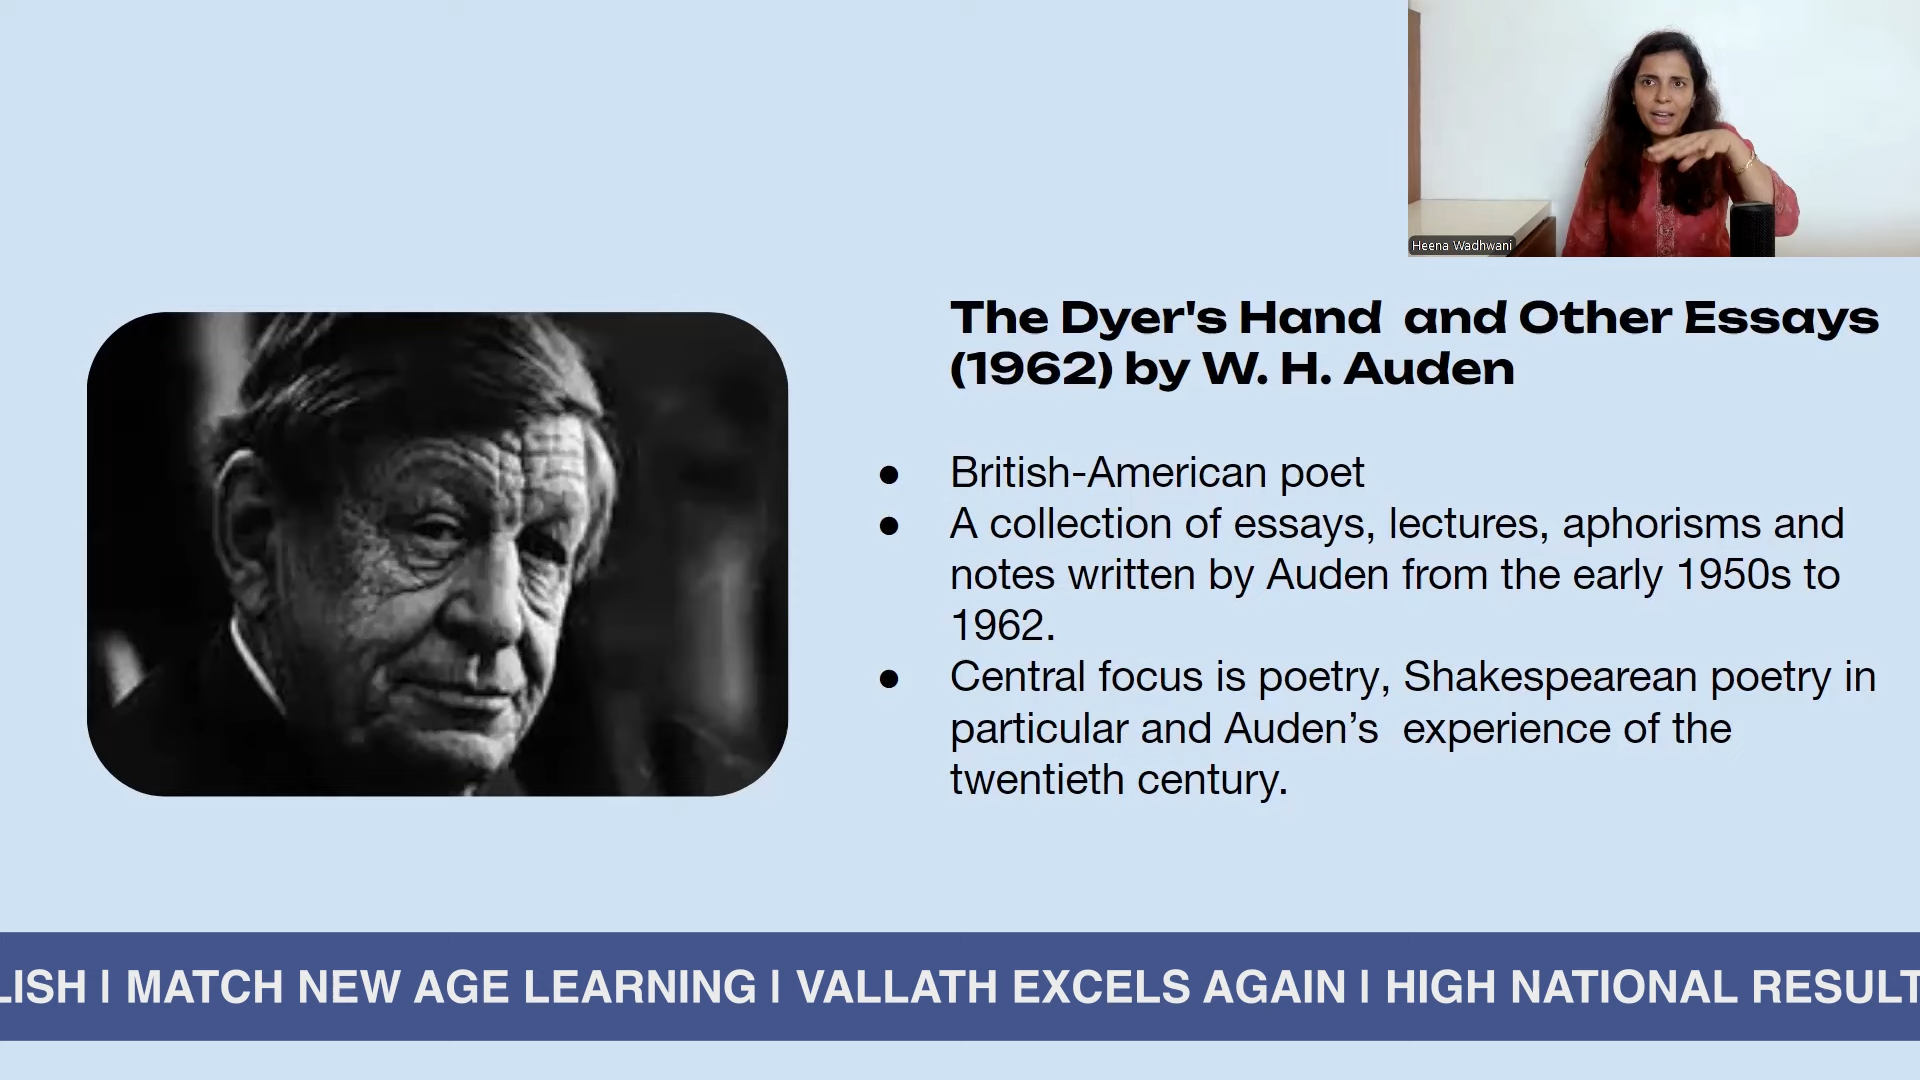 Heena Wadhwani
The Dyer's Hand and Other Essays
(1962) by W. H. Auden
● British-American poet
● A collection of essays, lectures, aphorisms and
notes written by Auden from the early 1950s to
1962.
● Central focus is poetry, Shakespearean poetry in
particular and Auden’s experience of the
twentieth century.
LISH | MATCH NEW AGE LEARNING | VALLATH EXCELS AGAIN | HIGH NATIONAL RESULT